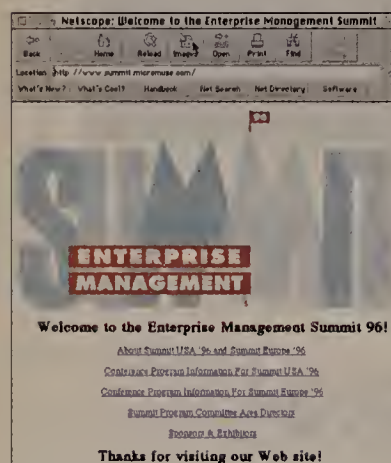 Netscope: Welcome to the Enterprise Management Summit
Back Home Reload Images Open Print Find
Location: http://www.summit.micromuse.com/
What's New? What's Cool? Handbook Net Search Net Directory Software
96
SUMMIT
ENTERPRISE
MANAGEMENT
Welcome to the Enterprise Management Summit 96!
About Summit USA '96 and Summit Europe '96
Conference Program Information For Summit USA '96
Conference Program Information For Summit Europe '96
Summit Program Committee Area Directors
Sponsors & Exhibitors
Thanks for visiting our Web site!